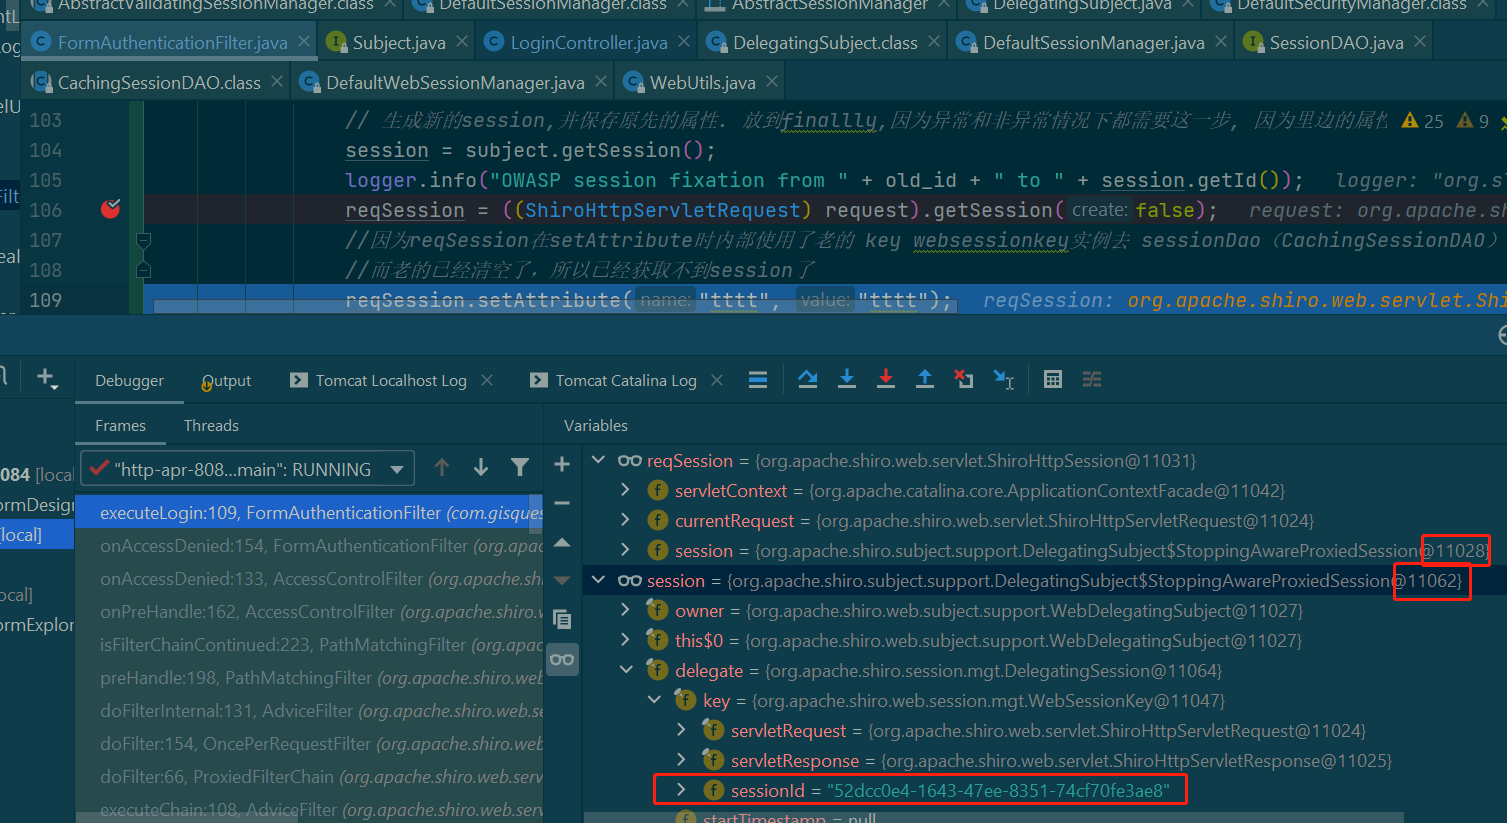 AbstractValidatingSessionManager.class DefaultSessionManager.class AbstractSessionManager DelegatingSubject.java DefaultSecurityManager.class
FormAuthenticationFilter.java Subject.java LoginController.java DelegatingSubject.class DefaultSessionManager.java SessionDAO.java
CachingSessionDAO.class DefaultWebSessionManager.java WebUtils.java
103 // 生成新的session,并保存原先的属性. 放到finallly,因为异常和非异常情况下都需要这一步, 因为里边的属性 25 9
104 session = subject.getSession();
105 logger.info("OWASP session fixation from " + old_id + " to " + session.getId()); logger: "org.sl
106 reqSession = ((ShiroHttpServletRequest) request).getSession( create: false); request: org.apache.sh
107 //因为reqSession在setAttribute时内部使用了老的 key websessionkey实例去 sessionDao（CachingSessionDAO）
108 //而老的已经清空了，所以已经获取不到session了
109 reqSession.setAttribute( name: "tttt", value: "tttt"); reqSession: org.apache.shiro.web.servlet.Shi
Debugger Output Tomcat Localhost Log Tomcat Catalina Log
Frames Threads Variables
084 [local
ormDesig
[local]
ocal]
ormExplor
"http-apr-808...main": RUNNING
executeLogin:109, FormAuthenticationFilter (com.gisques
onAccessDenied:154, FormAuthenticationFilter (org.apac
onAccessDenied:133, AccessControlFilter (org.apache.sh
onPreHandle:162, AccessControlFilter (org.apache.shiro
isFilterChainContinued:223, PathMatchingFilter (org.apac
preHandle:198, PathMatchingFilter (org.apache.shiro.web
doFilterInternal:131, AdviceFilter (org.apache.shiro.web.se
doFilter:154, OncePerRequestFilter (org.apache.shiro.web
doFilter:66, ProxiedFilterChain (org.apache.shiro.web.serv
executeChain:108, AdviceFilter (org.apache.shiro.web.serv
reqSession = {org.apache.shiro.web.servlet.ShiroHttpSession@11031}
servletContext = {org.apache.catalina.core.ApplicationContextFacade@11042}
currentRequest = {org.apache.shiro.web.servlet.ShiroHttpServletRequest@11024}
session = {org.apache.shiro.subject.support.DelegatingSubject$StoppingAwareProxiedSession@11028}
session = {org.apache.shiro.subject.support.DelegatingSubject$StoppingAwareProxiedSession@11062}
owner = {org.apache.shiro.web.subject.support.WebDelegatingSubject@11027}
this$0 = {org.apache.shiro.web.subject.support.WebDelegatingSubject@11027}
delegate = {org.apache.shiro.session.mgt.DelegatingSession@11064}
key = {org.apache.shiro.web.session.mgt.WebSessionKey@11047}
servletRequest = {org.apache.shiro.web.servlet.ShiroHttpServletRequest@11024}
servletResponse = {org.apache.shiro.web.servlet.ShiroHttpServletResponse@11025}
sessionId = "52dcc0e4-1643-47ee-8351-74cf70fe3ae8"
startTimestamp = null